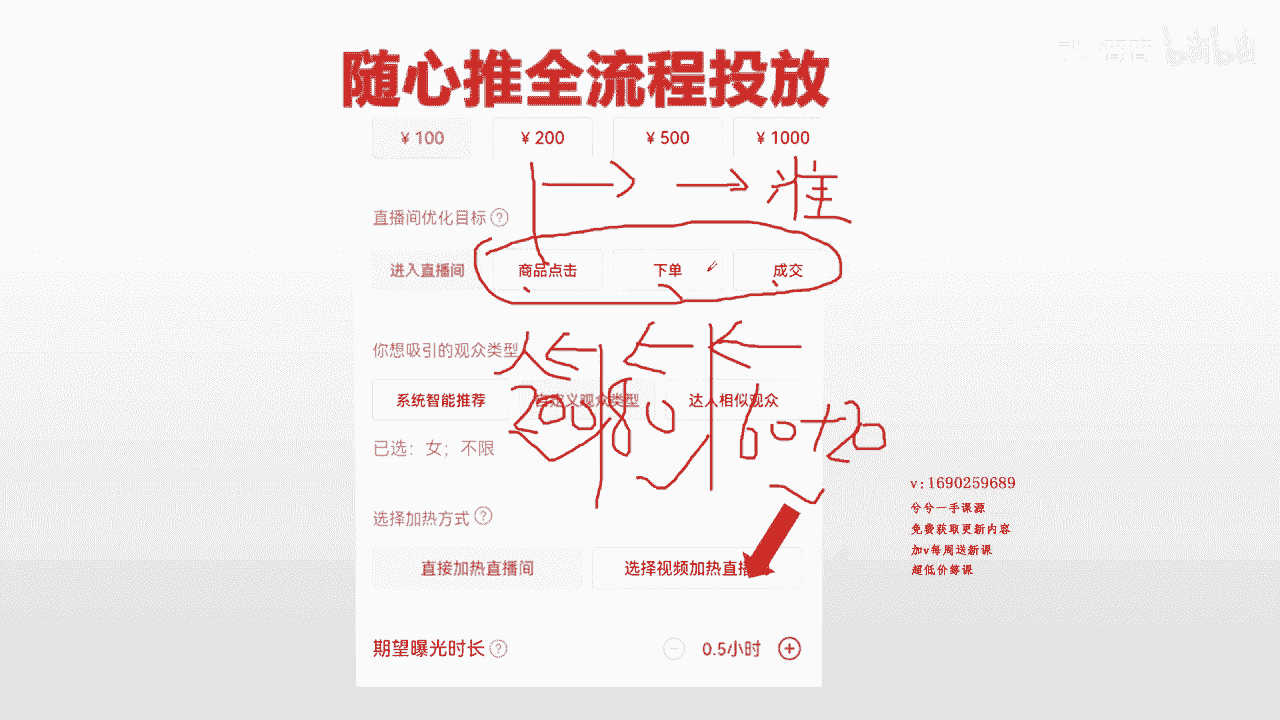 随心推全流程投放
bilibili
¥ 100 ¥ 200 ¥ 500 ¥ 1000
准
直播间优化目标 ?
进入直播间 商品点击 下单 成交
你想吸引的观众类型
系统智能推荐 自定义观众类型 达人相似观众
200 80 60+20
已选：女；不限
v:1690259689
兮兮一手课源
选择加热方式 ?
免费获取更新内容
加v每周送新课
直接加热直播间 选择视频加热直播
超低价缘课
期望曝光时长 ? 0.5小时